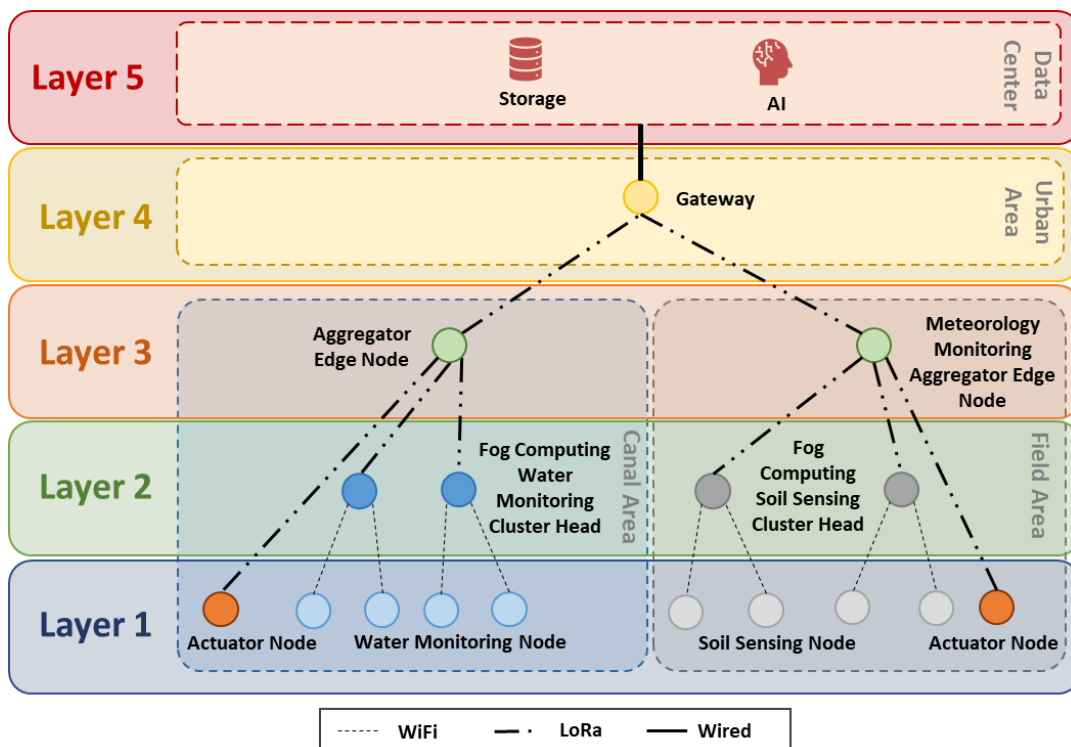 Layer 5
Storage
AI
Data
Center
Layer 4
Gateway
Urban
Area
Layer 3
Aggregator
Edge Node
Meteorology
Monitoring
Aggregator Edge
Node
Layer 2
Fog Computing
Water
Monitoring
Cluster Head
Canal Area
Fog
Computing
Soil Sensing
Cluster Head
Field Area
Layer 1
Actuator Node
Water Monitoring Node
Soil Sensing Node
Actuator Node
WiFi
LoRa
Wired